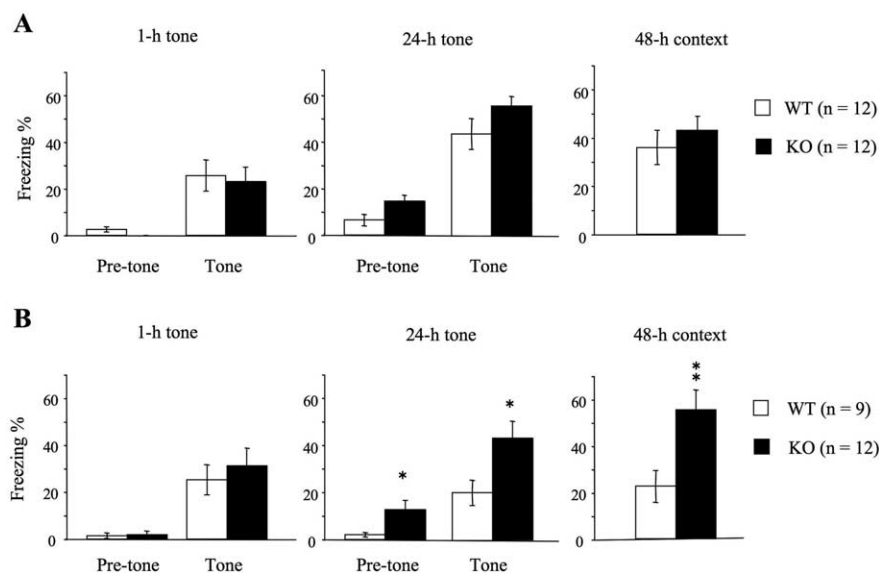 A
1-h tone
24-h tone
48-h context
Freezing %
60
40
20
0
60
40
20
0
60
40
20
0
WT (n = 12)
KO (n = 12)
Pre-tone Tone
Pre-tone Tone
B
1-h tone
24-h tone
48-h context
Freezing %
60
40
20
0
60
40
20
0
*
*
60
40
20
0
*
*
WT (n = 9)
KO (n = 12)
Pre-tone Tone
Pre-tone Tone